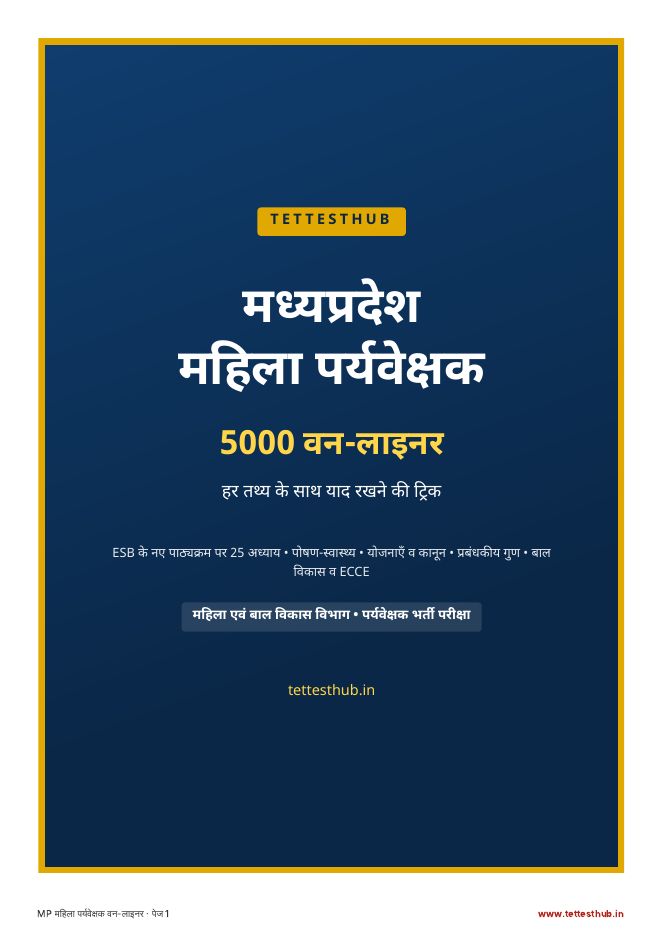 TETTESTHUB
मध्यप्रदेश
महिला पर्यवेक्षक
5000 वन-लाइनर
हर तथ्य के साथ याद रखने की ट्रिक
ESB के नए पाठ्यक्रम पर 25 अध्याय • पोषण-स्वास्थ्य • योजनाएँ व कानून • प्रबंधकीय गुण • बाल
विकास व ECCE
महिला एवं बाल विकास विभाग • पर्यवेक्षक भर्ती परीक्षा
tettesthub.in
MP महिला पर्यवेक्षक वन-लाइनर · पेज 1
www.tettesthub.in